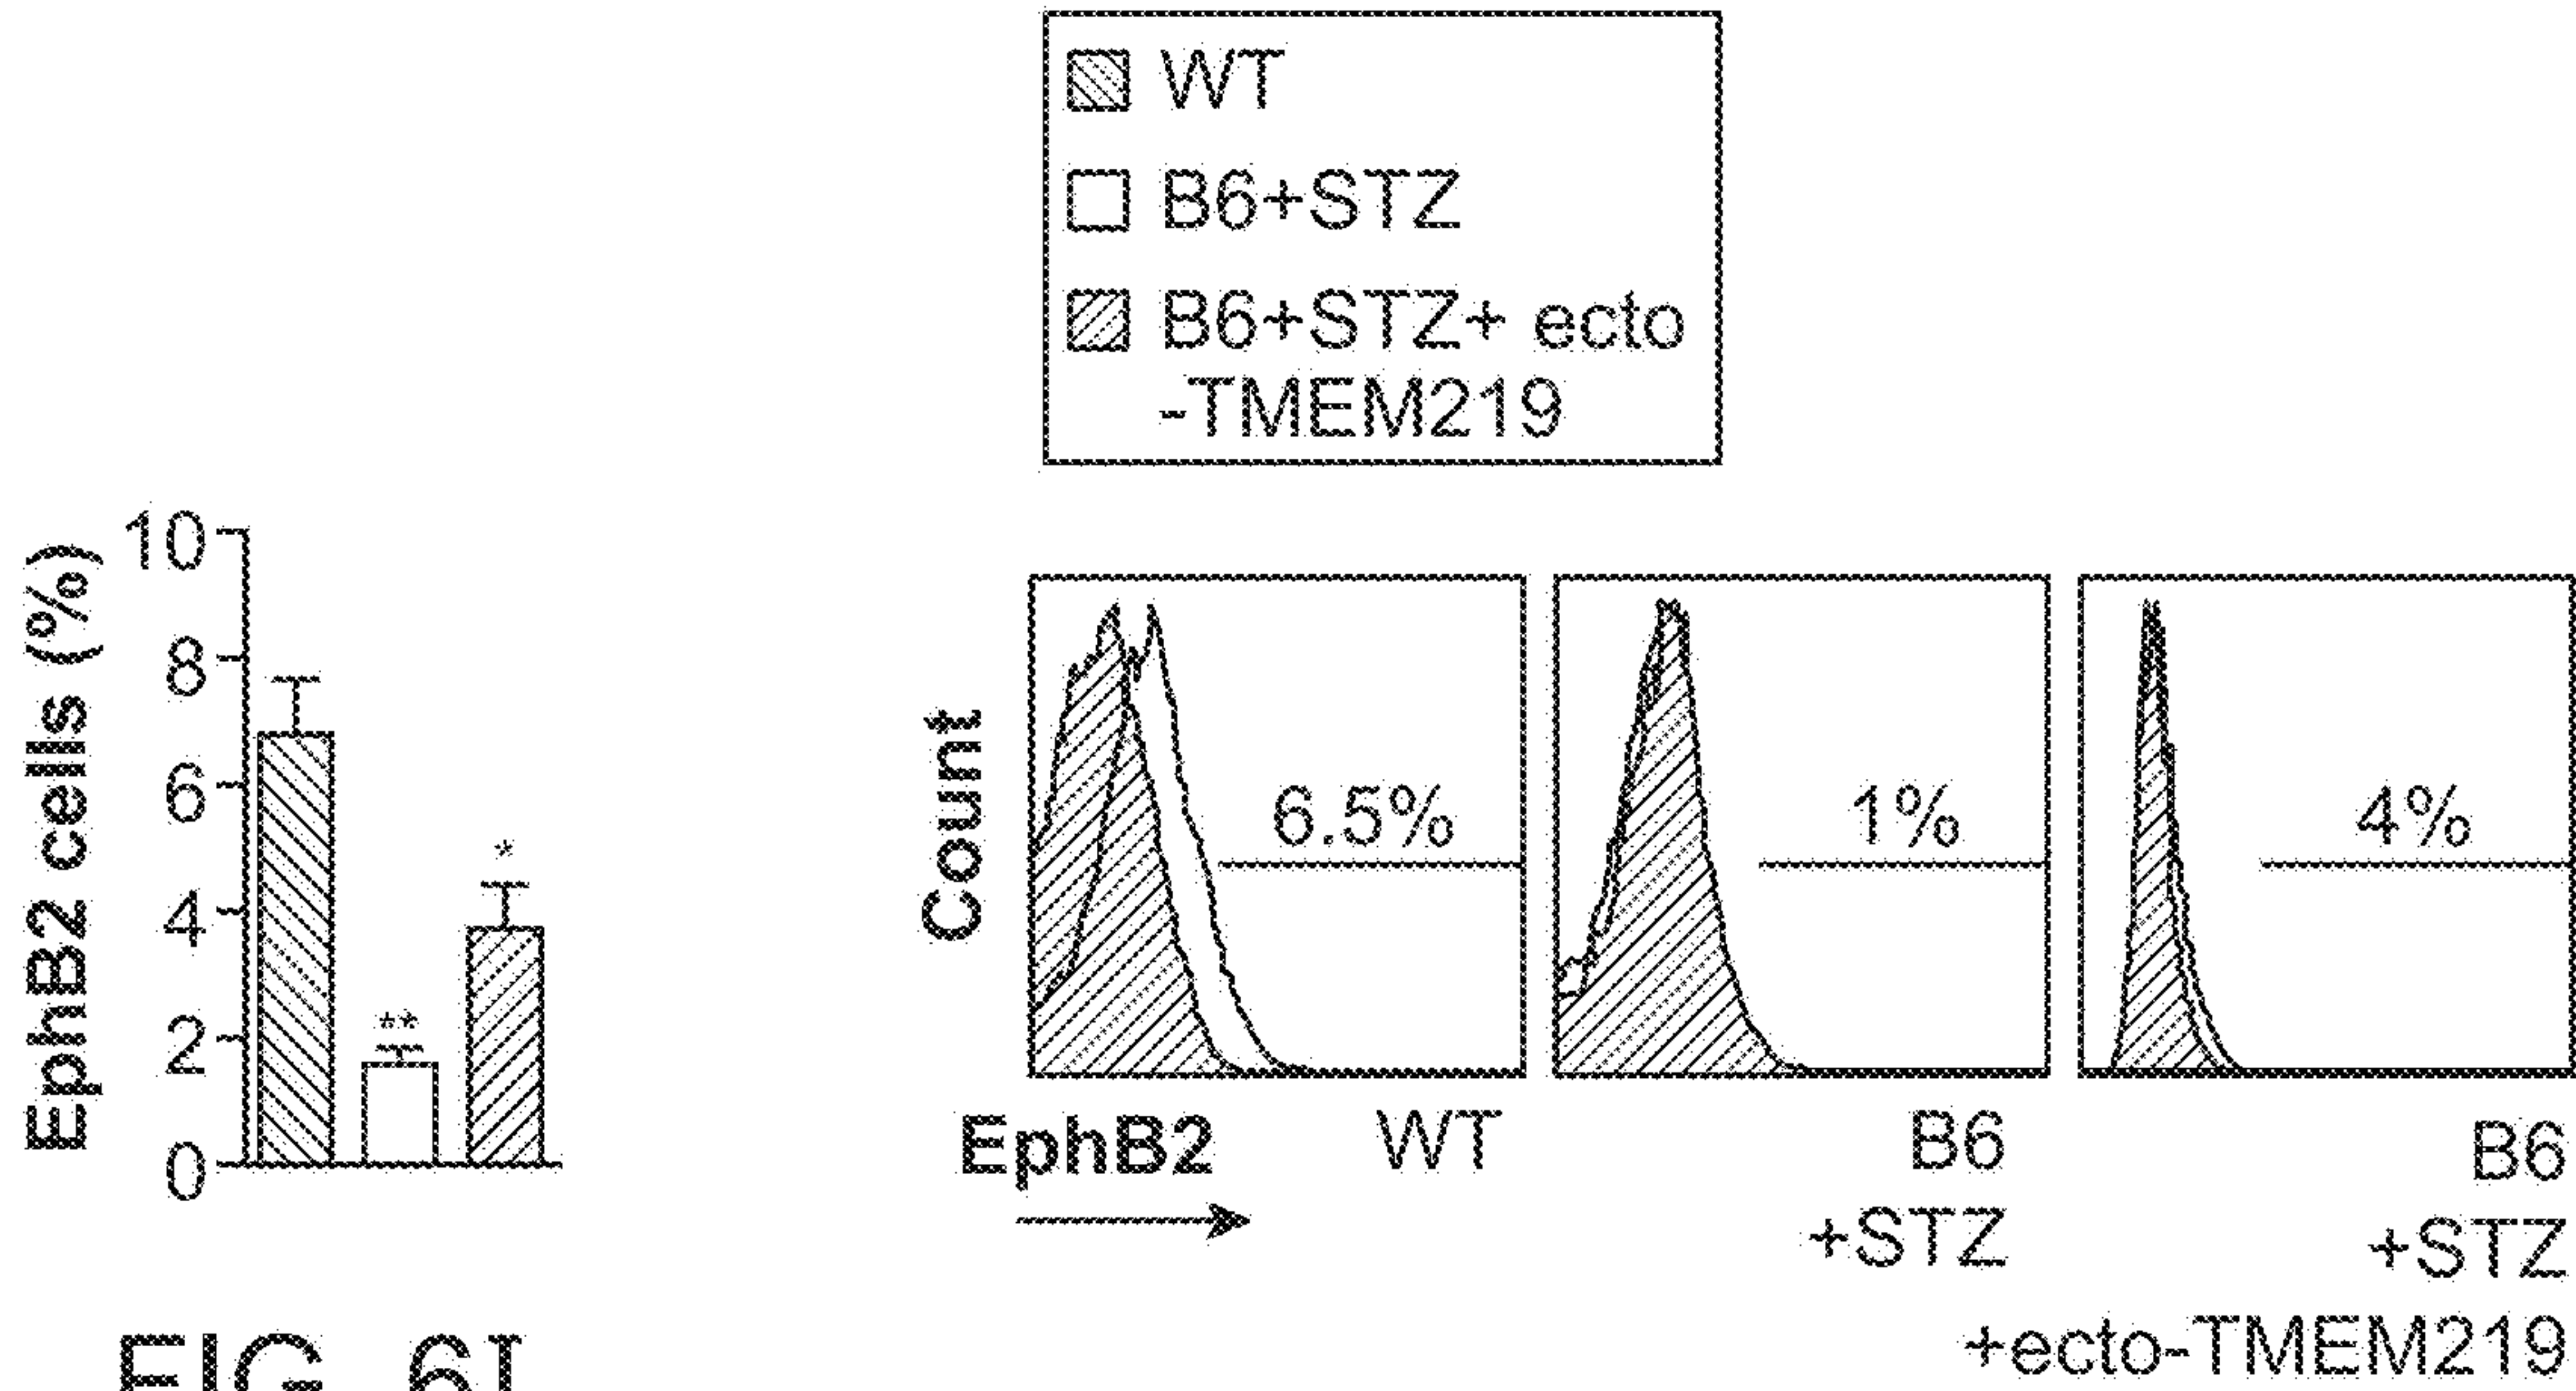 WT
B6+STZ
B6+STZ+ ecto
-TMEM219
EphB2 cells (%)
10
8
6
4
2
0
**
*
Count
6.5%
1%
4%
EphB2
WT
B6
+STZ
B6
+STZ
+ecto-TMEM219
FIG. 6I